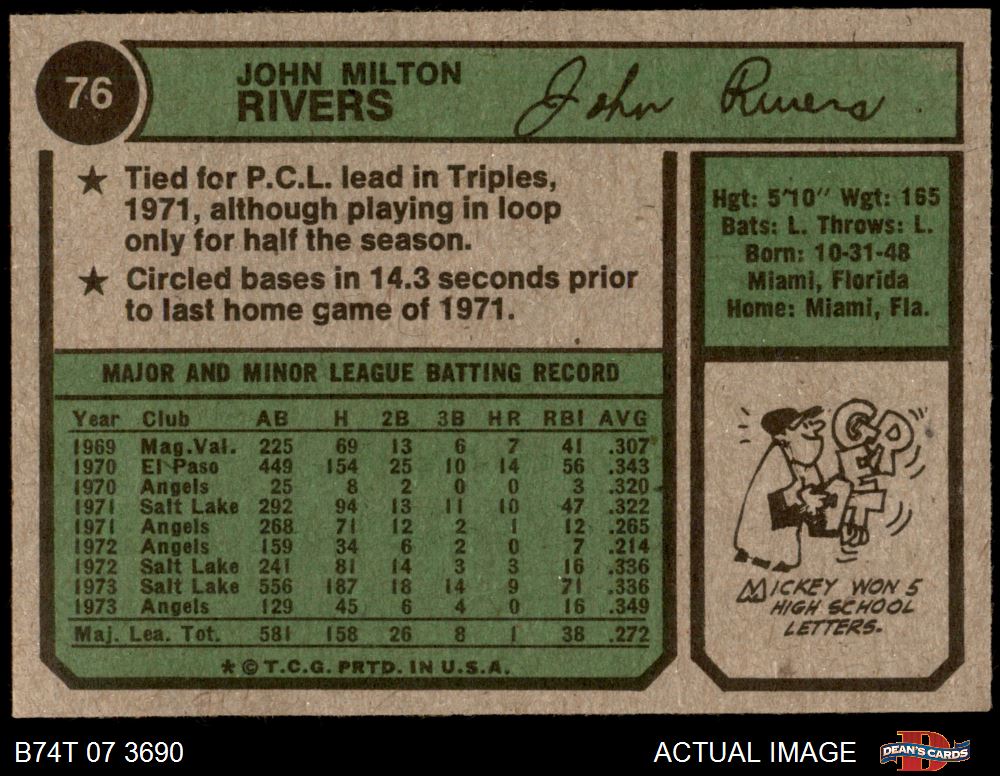 76
JOHN MILTON
RIVERS
John Rivers
★ Tied for P.C.L. lead in Triples,
1971, although playing in loop
only for half the season.
★ Circled bases in 14.3 seconds prior
to last home game of 1971.
Hgt: 5'10" Wgt: 165
Bats: L. Throws: L.
Born: 10-31-48
Miami, Florida
Home: Miami, Fla.
MAJOR AND MINOR LEAGUE BATTING RECORD
Year Club AB H 2B 3B HR RBI AVG
1969 Mag.Val. 225 69 13 6 7 41 .307
1970 El Paso 449 154 25 10 14 56 .343
1970 Angels 25 8 2 0 0 3 .320
1971 Salt Lake 292 94 13 11 10 47 .322
1971 Angels 268 71 12 2 1 12 .265
1972 Angels 159 34 6 2 0 7 .214
1972 Salt Lake 241 81 14 3 3 16 .336
1973 Salt Lake 556 187 18 14 9 71 .336
1973 Angels 129 45 6 4 0 16 .349
Maj. Lea. Tot. 581 158 26 8 1 38 .272
★ © T.C.G. PRTD. IN U.S.A.
MICKEY WON 5
HIGH SCHOOL
LETTERS.
B74T 07 3690
ACTUAL IMAGE
DEAN'S CARDS